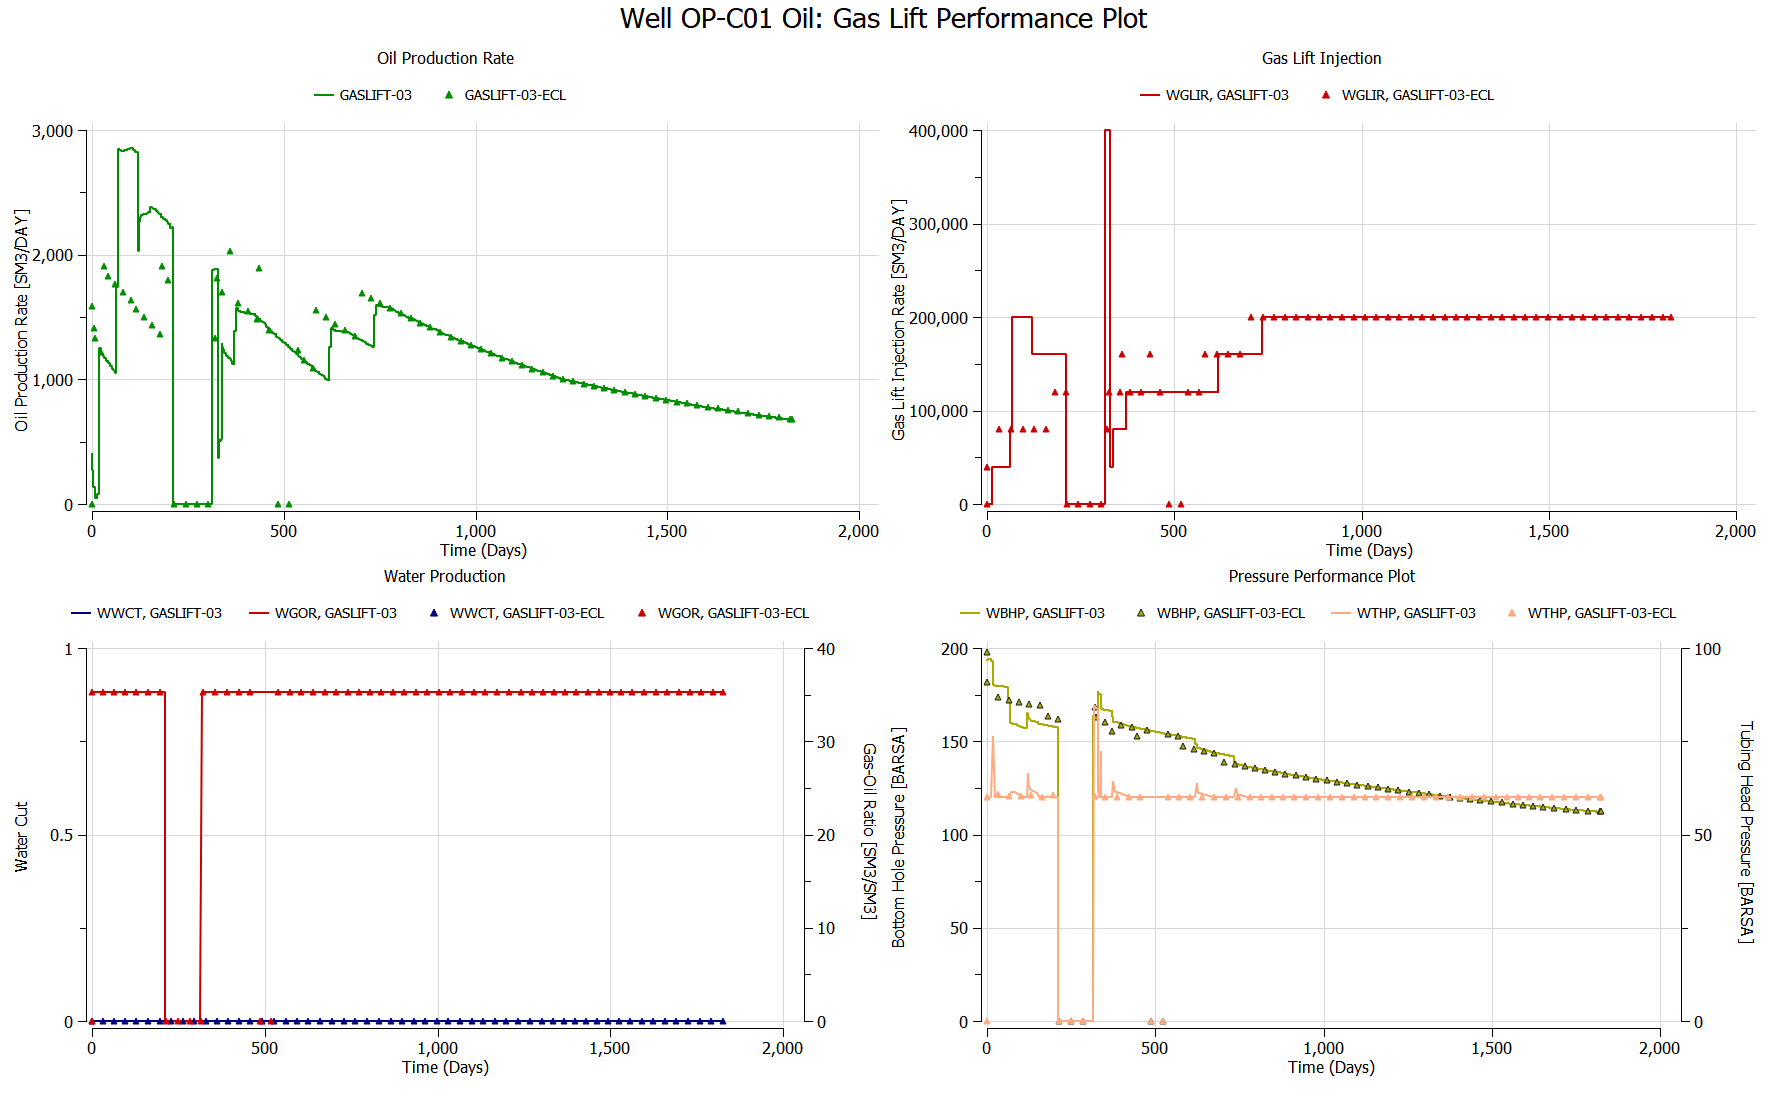 Well OP-C01 Oil: Gas Lift Performance Plot
Oil Production Rate
GASLIFT-03 GASLIFT-03-ECL
Oil Production Rate [SM3/DAY]
3,000
2,000
1,000
0
0 500 1,000 1,500 2,000
Time (Days)
Gas Lift Injection
WGLIR, GASLIFT-03 WGLIR, GASLIFT-03-ECL
Gas Lift Injection Rate [SM3/DAY]
400,000
300,000
200,000
100,000
0
0 500 1,000 1,500 2,000
Time (Days)
Water Production
WWCT, GASLIFT-03 WGOR, GASLIFT-03 WWCT, GASLIFT-03-ECL WGOR, GASLIFT-03-ECL
Water Cut
1
0.5
0
40
30
20
10
0
Gas-Oil Ratio [SM3/SM3]
0 500 1,000 1,500 2,000
Time (Days)
Pressure Performance Plot
WBHP, GASLIFT-03 WBHP, GASLIFT-03-ECL WTHP, GASLIFT-03 WTHP, GASLIFT-03-ECL
Bottom Hole Pressure [BARSA]
200
150
100
50
0
100
50
0
Tubing Head Pressure [BARSA]
0 500 1,000 1,500 2,000
Time (Days)